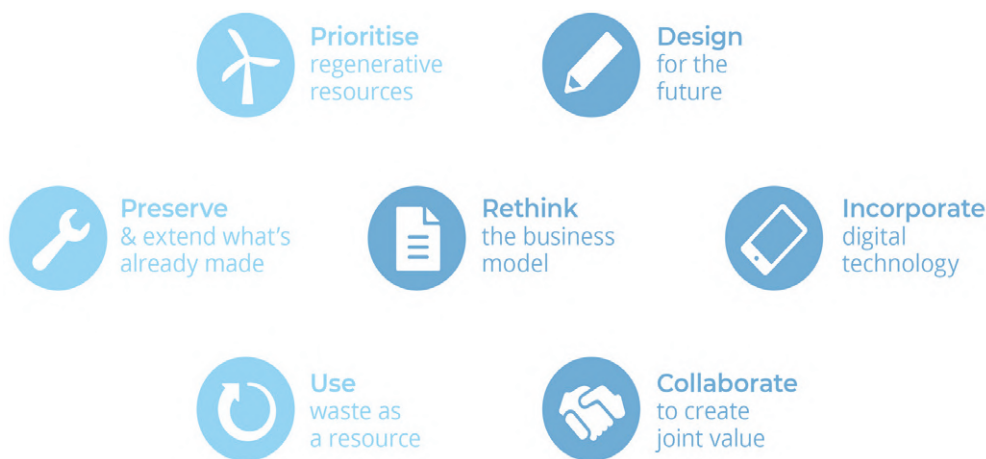 Prioritise
regenerative
resources
Design
for the
future
Preserve
& extend what's
already made
Rethink
the business
model
Incorporate
digital
technology
Use
waste as
a resource
Collaborate
to create
joint value